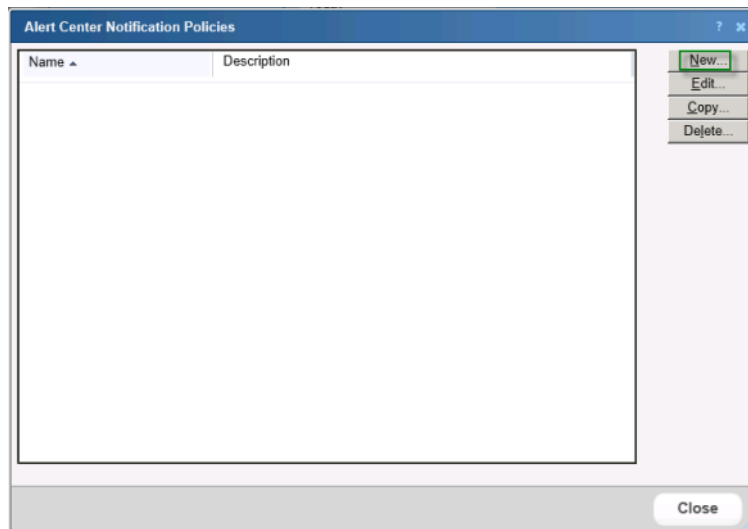 Alert Center Notification Policies ?
Name Description
New...
Edit...
Copy...
Delete...
Close